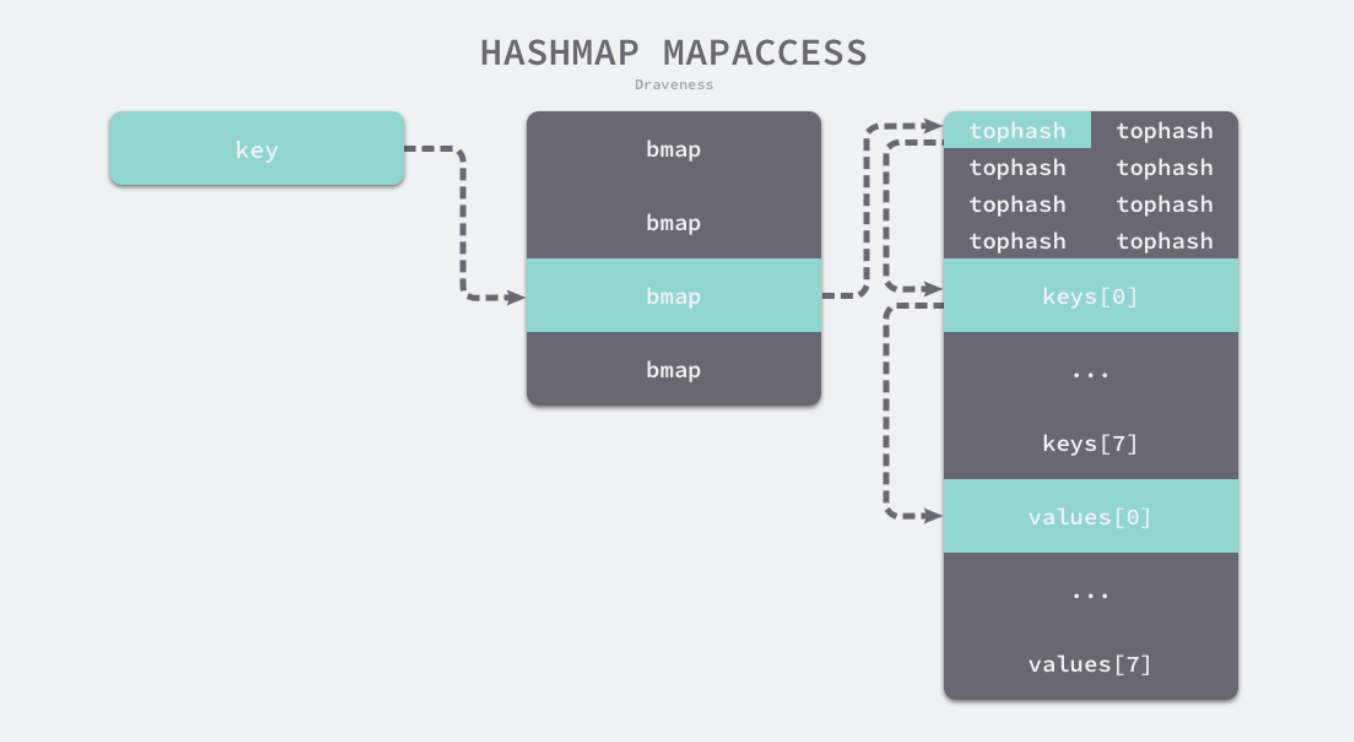 HASHMAP MAPACCESS
Draveness
key
bmap
bmap
bmap
bmap
tophash tophash
tophash tophash
tophash tophash
tophash tophash
keys[0]
...
keys[7]
values[0]
...
values[7]